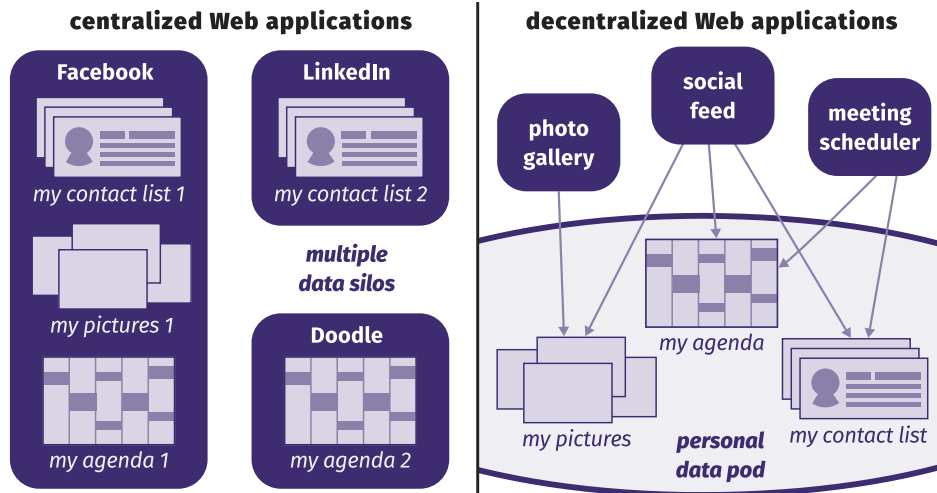 centralized Web applications
Facebook
my contact list 1
my pictures 1
my agenda 1
LinkedIn
my contact list 2
multiple
data silos
Doodle
my agenda 2
decentralized Web applications
photo
gallery
social
feed
meeting
scheduler
my agenda
my pictures
my contact list
personal
data pod